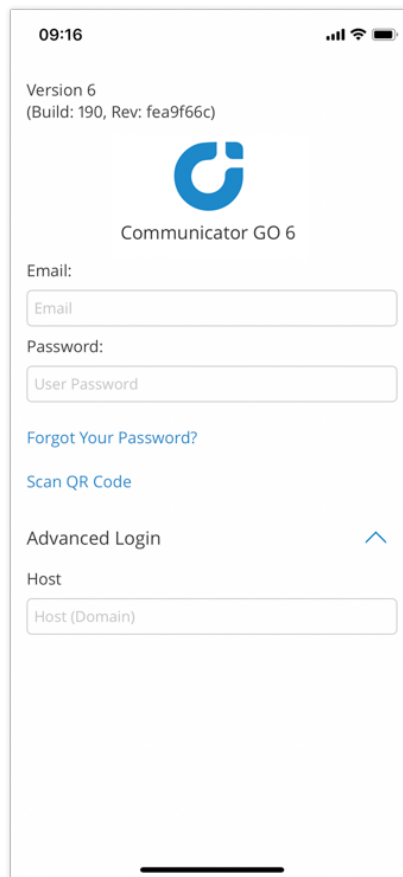 09:16
Version 6
(Build: 190, Rev: fea9f66c)
Communicator GO 6
Email:
Email
Password:
User Password
Forgot Your Password?
Scan QR Code
Advanced Login
Host
Host (Domain)